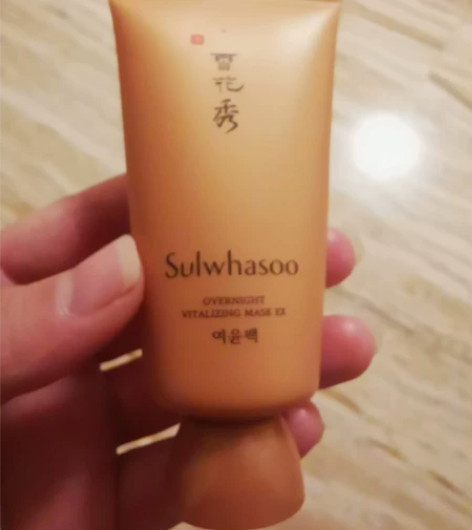 雪
花
秀
Sulwhasoo
OVERNIGHT
VITALIZING MASK EX
여윤팩